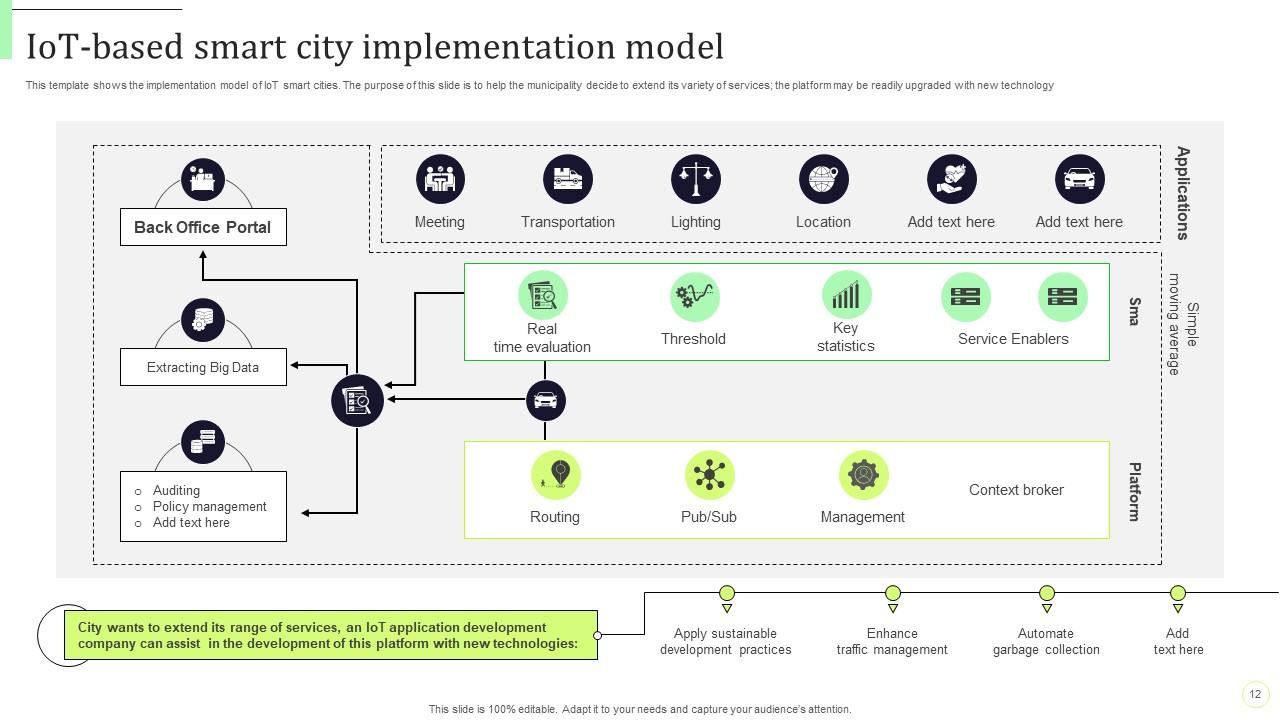 IoT-based smart city implementation model
This template shows the implementation model of IoT smart cities. The purpose of this slide is to help the municipality decide to extend its variety of services; the platform may be readily upgraded with new technology
Back Office Portal
Extracting Big Data
o Auditing
o Policy management
o Add text here
Meeting
Transportation
Lighting
Location
Add text here
Add text here
Applications
Real
time evaluation
Threshold
Key
statistics
Service Enablers
Sma
Simple
moving average
Routing
Pub/Sub
Management
Context broker
Platform
City wants to extend its range of services, an IoT application development
company can assist in the development of this platform with new technologies:
Apply sustainable
development practices
Enhance
traffic management
Automate
garbage collection
Add
text here
12
This slide is 100% editable. Adapt it to your needs and capture your audience's attention.